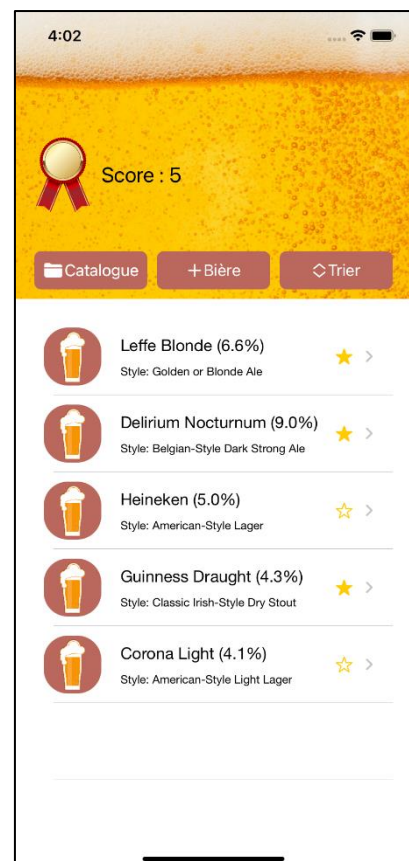 4:02
Score : 5
Catalogue
+ Bière
Trier
Leffe Blonde (6.6%)
Style: Golden or Blonde Ale
Delirium Nocturnum (9.0%)
Style: Belgian-Style Dark Strong Ale
Heineken (5.0%)
Style: American-Style Lager
Guinness Draught (4.3%)
Style: Classic Irish-Style Dry Stout
Corona Light (4.1%)
Style: American-Style Light Lager